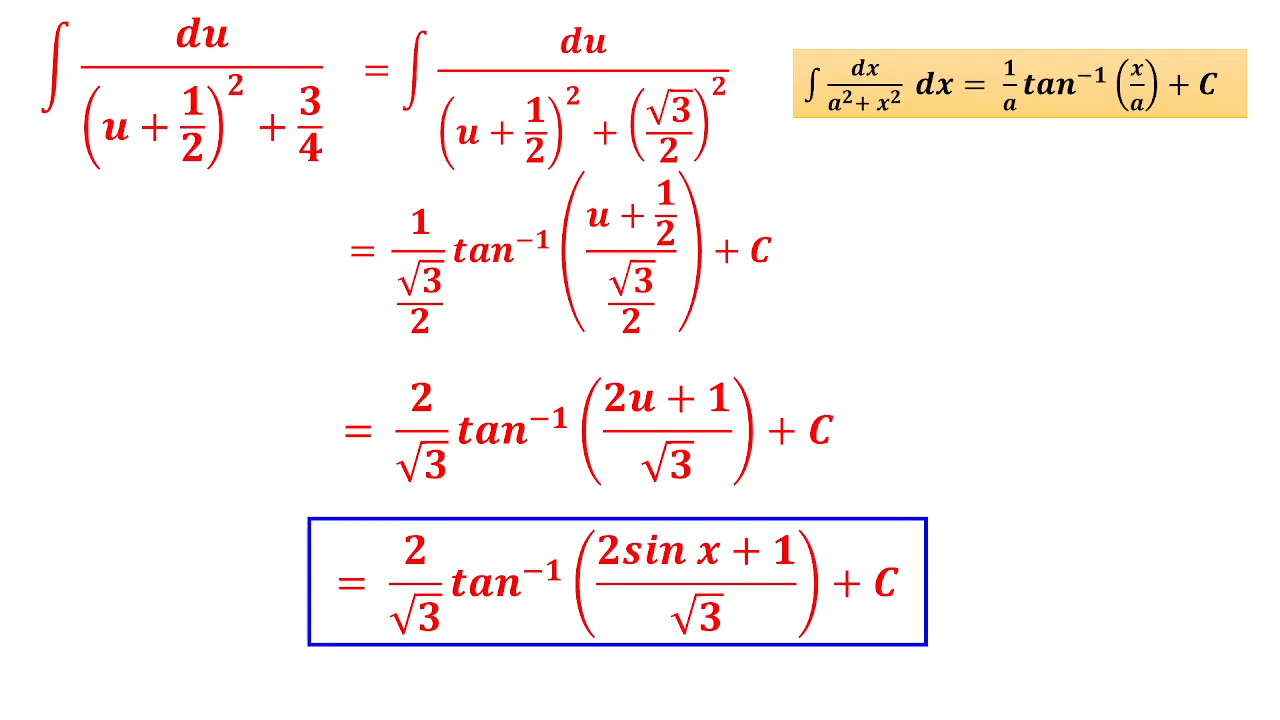 ∫ du / ((u + 1/2)² + 3/4) = ∫ du / ((u + 1/2)² + (√3/2)²)
∫ dx / (a² + x²) dx = 1/a tan⁻¹(x/a) + C
= 1/(√3/2) tan⁻¹((u + 1/2)/(√3/2)) + C
= 2/√3 tan⁻¹((2u + 1)/√3) + C
= 2/√3 tan⁻¹((2sin x + 1)/√3) + C